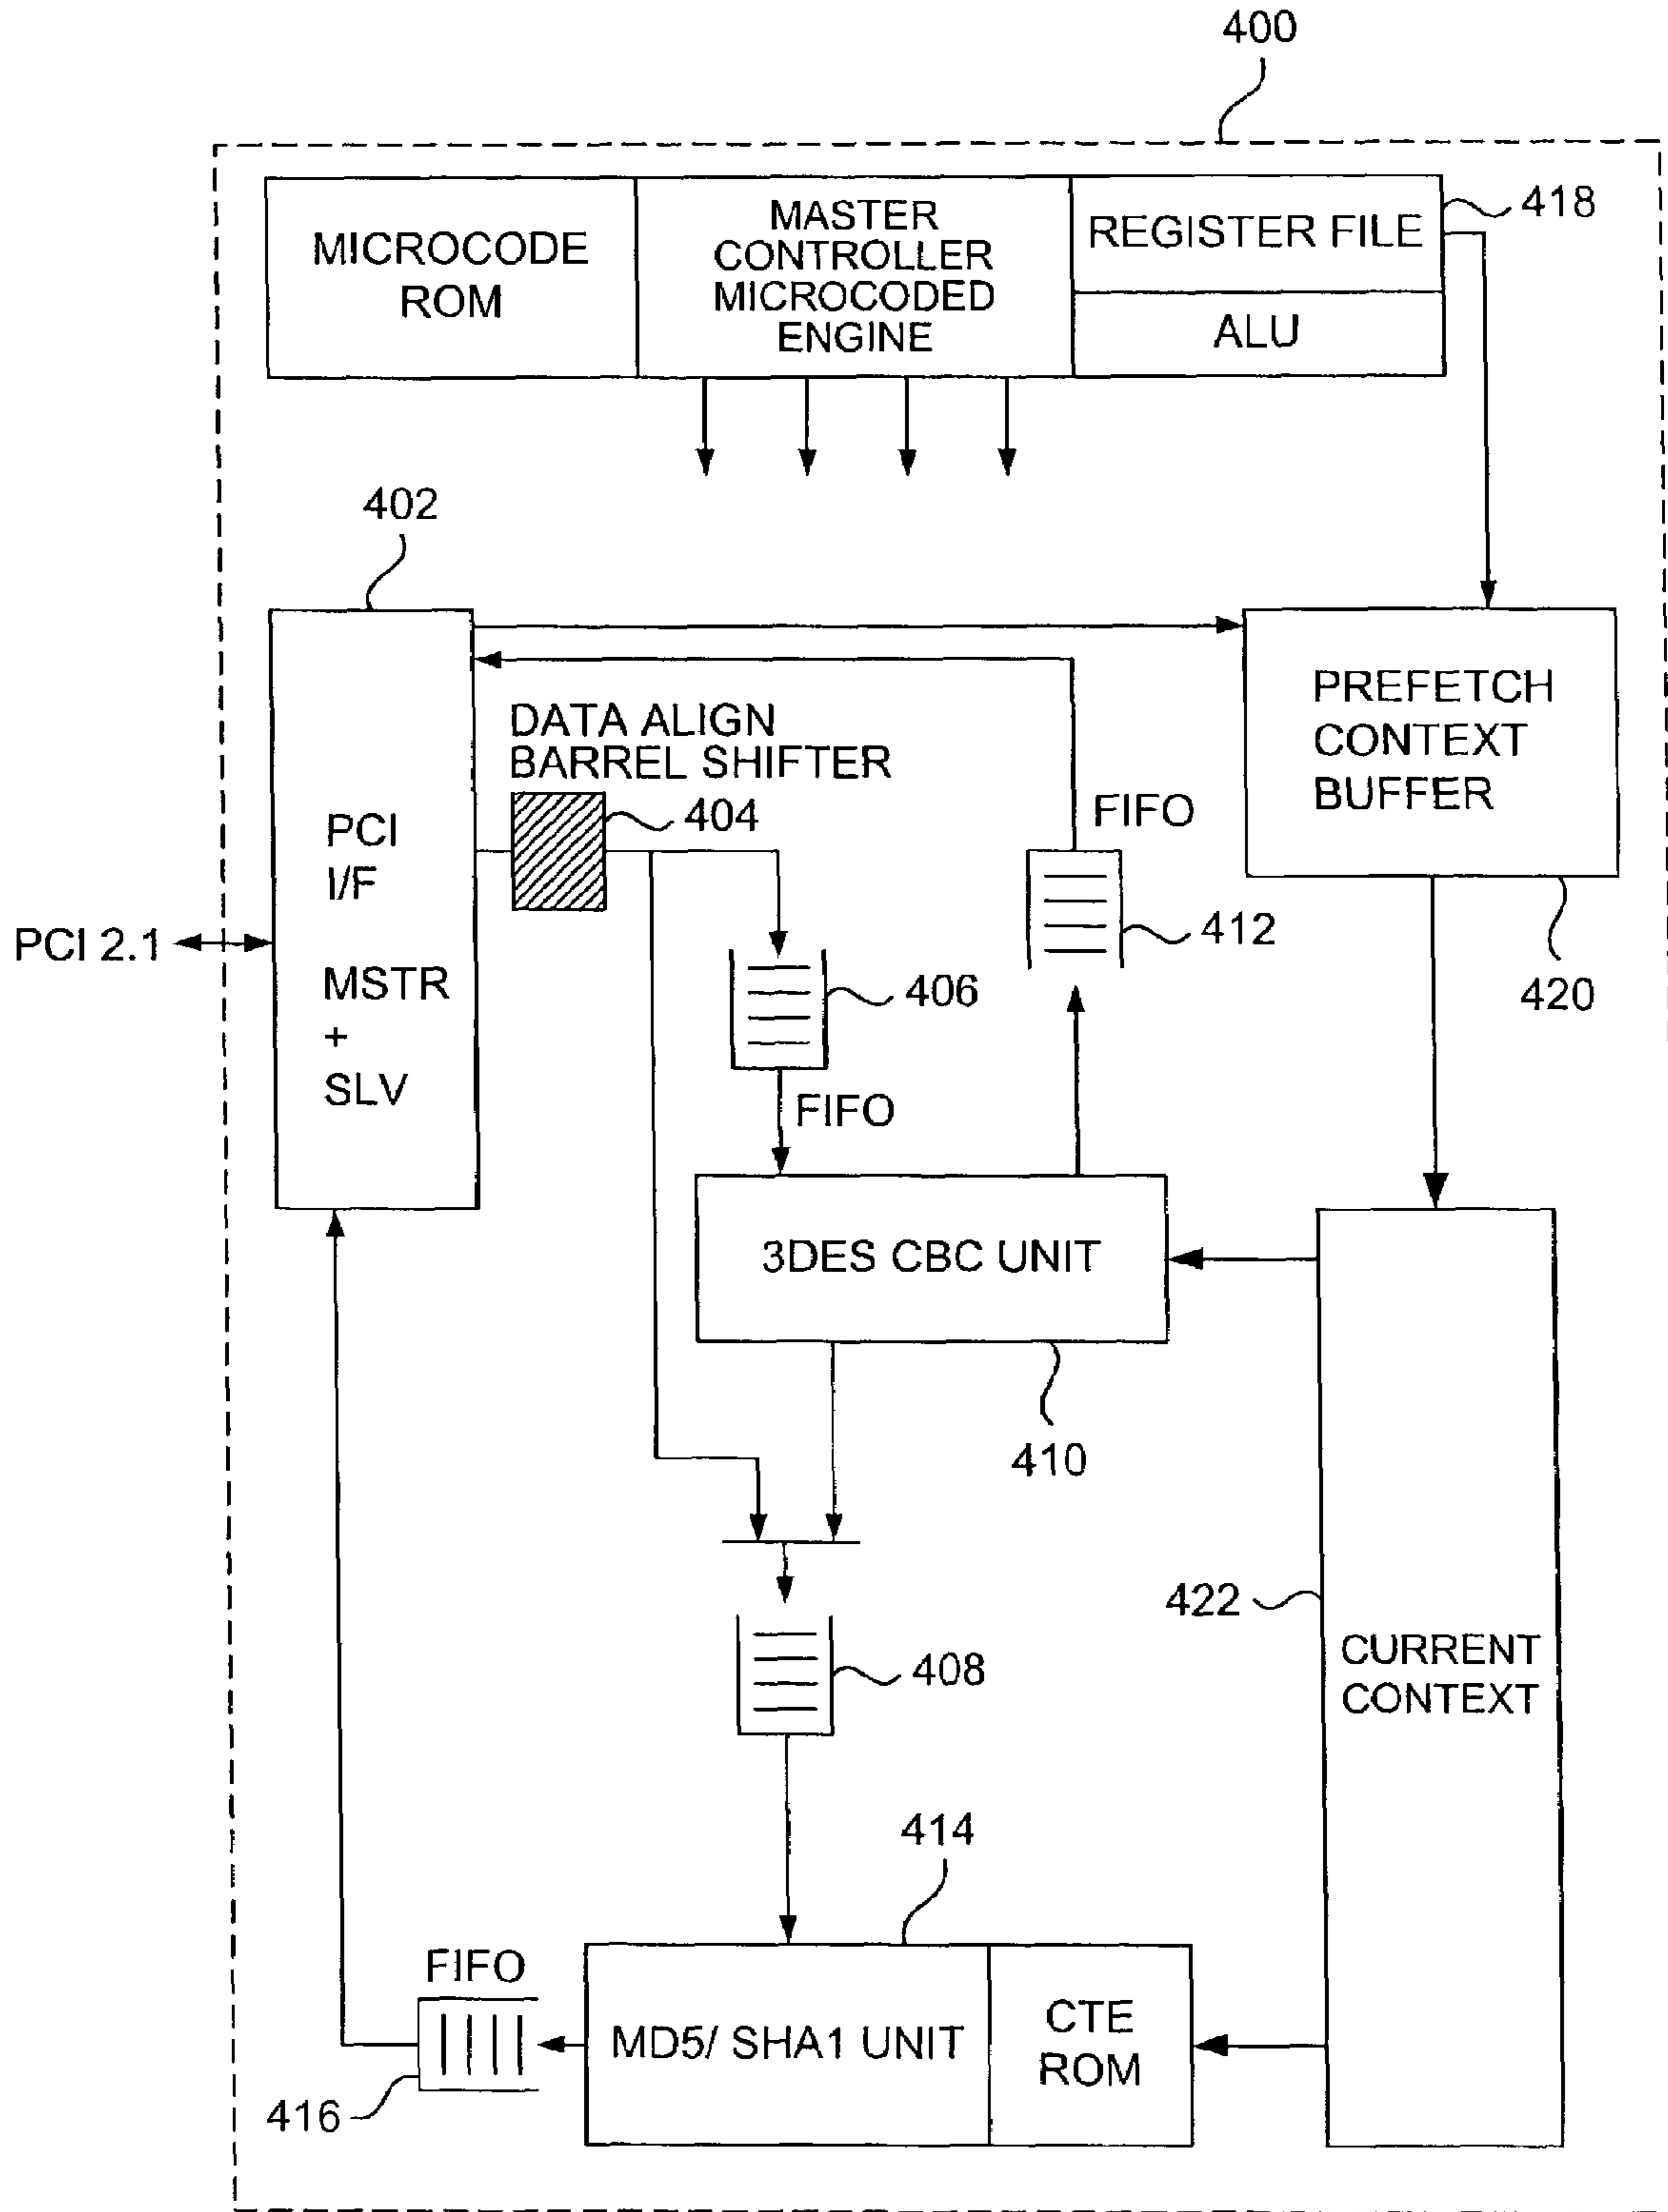 400
MICROCODE
ROM
MASTER
CONTROLLER
MICROCODED
ENGINE
REGISTER FILE
ALU
418
402
PCI
I/F
MSTR
+
SLV
PCI 2.1
DATA ALIGN
BARREL SHIFTER
404
FIFO
412
406
FIFO
PREFETCH
CONTEXT
BUFFER
420
3DES CBC UNIT
410
422
CURRENT
CONTEXT
408
414
FIFO
416
MD5/ SHA1 UNIT
CTE
ROM